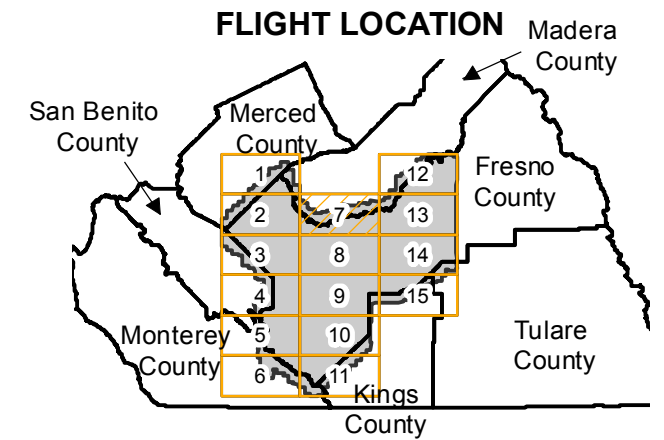 FLIGHT LOCATION
Madera
County
San Benito
County
Merced
County
Fresno
County
1
12
2
7
13
3
8
14
4
9
15
5
10
6
11
Monterey
County
Tulare
County
Kings
County